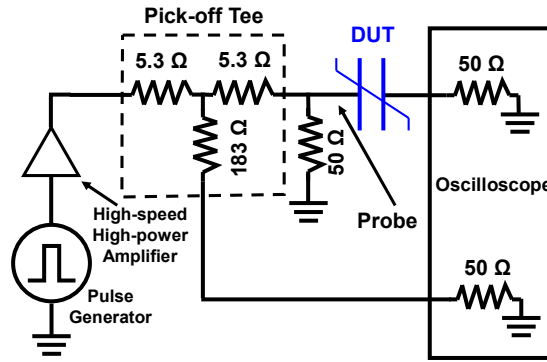 Pick-off Tee
DUT
5.3 Ω
5.3 Ω
50 Ω
183 Ω
50 Ω
Oscilloscope
High-speed
High-power
Amplifier
Probe
50 Ω
Pulse
Generator